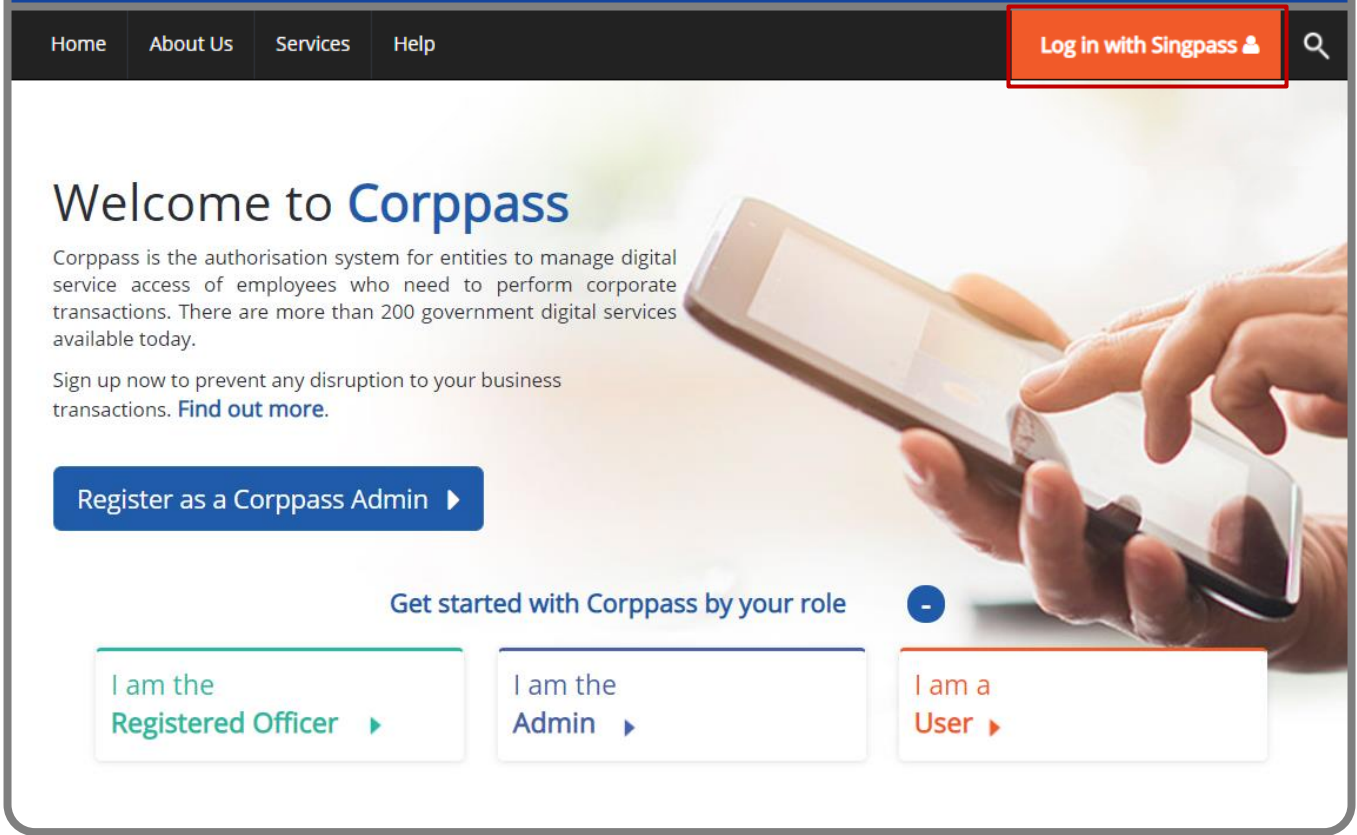 Home About Us Services Help Log in with Singpass
Welcome to Corppass
Corppass is the authorisation system for entities to manage digital
service access of employees who need to perform corporate
transactions. There are more than 200 government digital services
available today.
Sign up now to prevent any disruption to your business
transactions. Find out more.
Register as a Corppass Admin
Get started with Corppass by your role -
I am the
Registered Officer
I am the
Admin
I am a
User